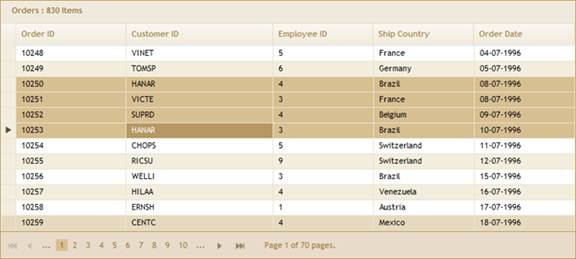 Orders : 830 Items
Order ID Customer ID Employee ID Ship Country Order Date
10248 VINET 5 France 04-07-1996
10249 TOMSP 6 Germany 05-07-1996
10250 HANAR 4 Brazil 08-07-1996
10251 VICTE 3 France 08-07-1996
10252 SUPRD 4 Belgium 09-07-1996
10253 HANAR 3 Brazil 10-07-1996
10254 CHOPS 5 Switzerland 11-07-1996
10255 RICSU 9 Switzerland 12-07-1996
10256 WELLI 3 Brazil 15-07-1996
10257 HILAA 4 Venezuela 16-07-1996
10258 ERNSH 1 Austria 17-07-1996
10259 CENTC 4 Mexico 18-07-1996
... 1 2 3 4 5 6 7 8 9 10 ... Page 1 of 70 pages.